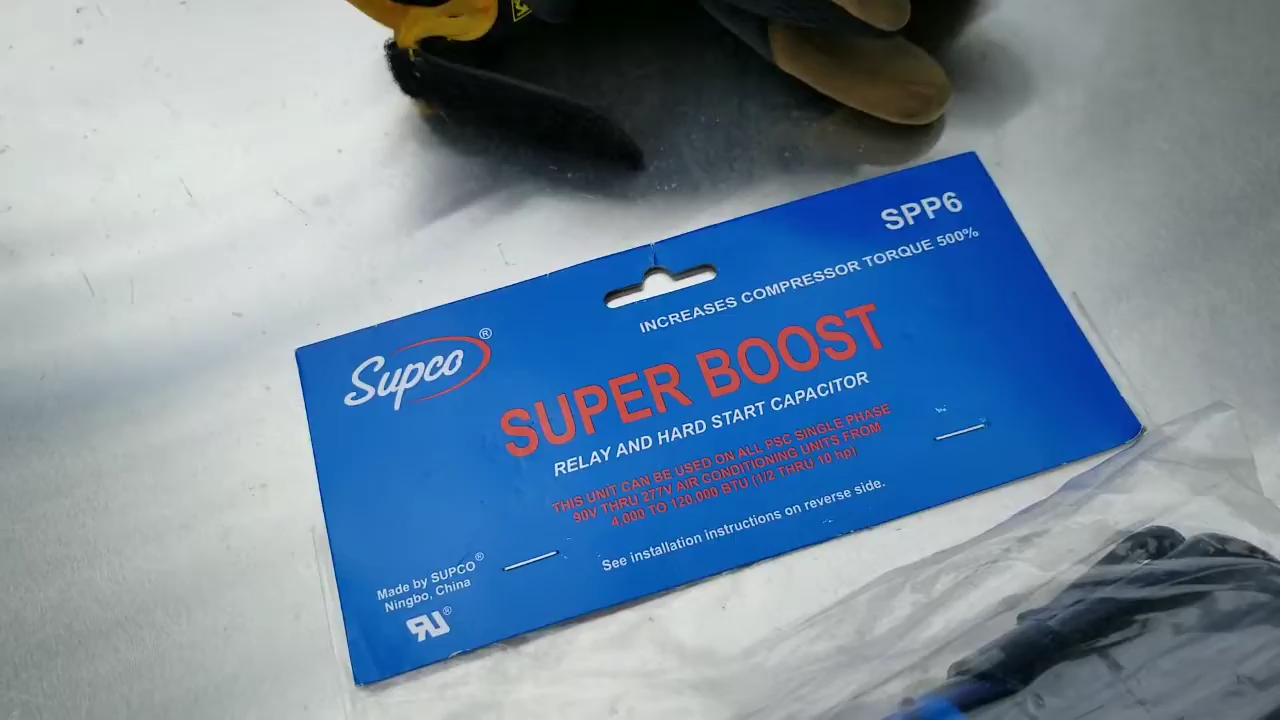 SPP6
INCREASES COMPRESSOR TORQUE 500%
Supco®
SUPER BOOST
RELAY AND HARD START CAPACITOR
THIS UNIT CAN BE USED ON ALL PSC SINGLE PHASE
90V THRU 277V AIR CONDITIONING UNITS FROM
4,000 TO 120,000 BTU (1/2 THRU 10 hp)
See installation instructions on reverse side.
Made by SUPCO®
Ningbo, China